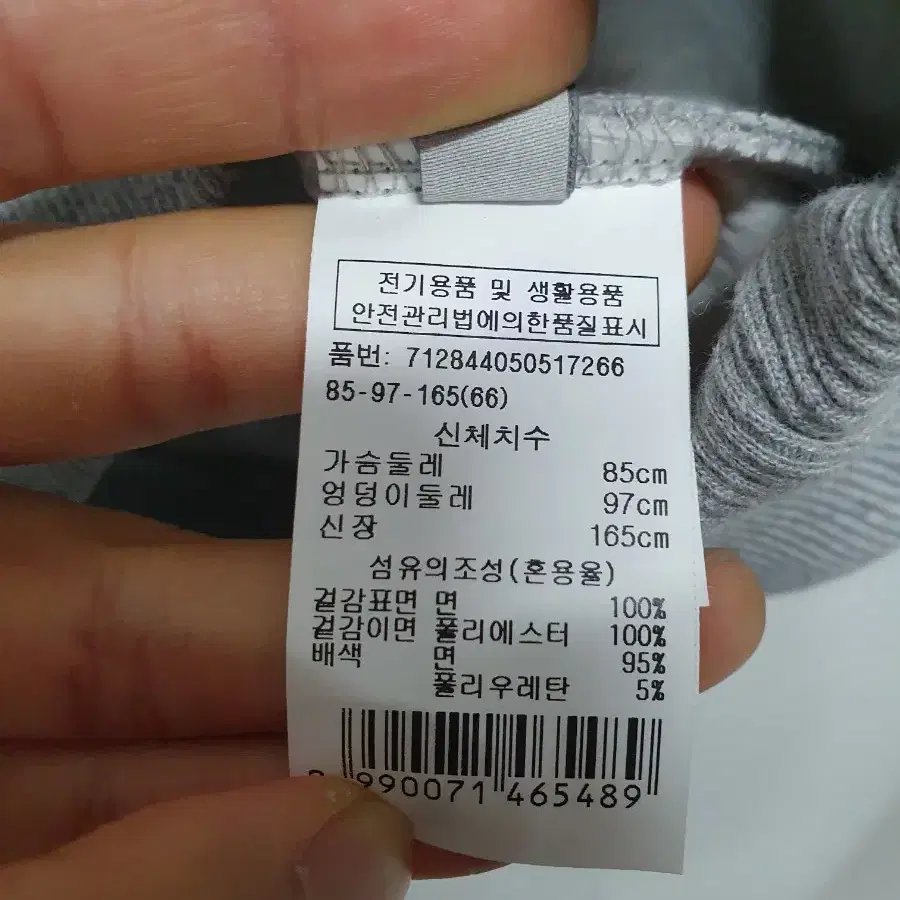 전기용품 및 생활용품
안전관리법에의한품질표시
품번: 712844050517266
85-97-165(66)
신체치수
가슴둘레 85cm
엉덩이둘레 97cm
신장 165cm
섬유의조성(혼용율)
겉감표면 면 100%
겉감이면 폴리에스터 100%
배색 면 95%
폴리우레탄 5%
990071 465489